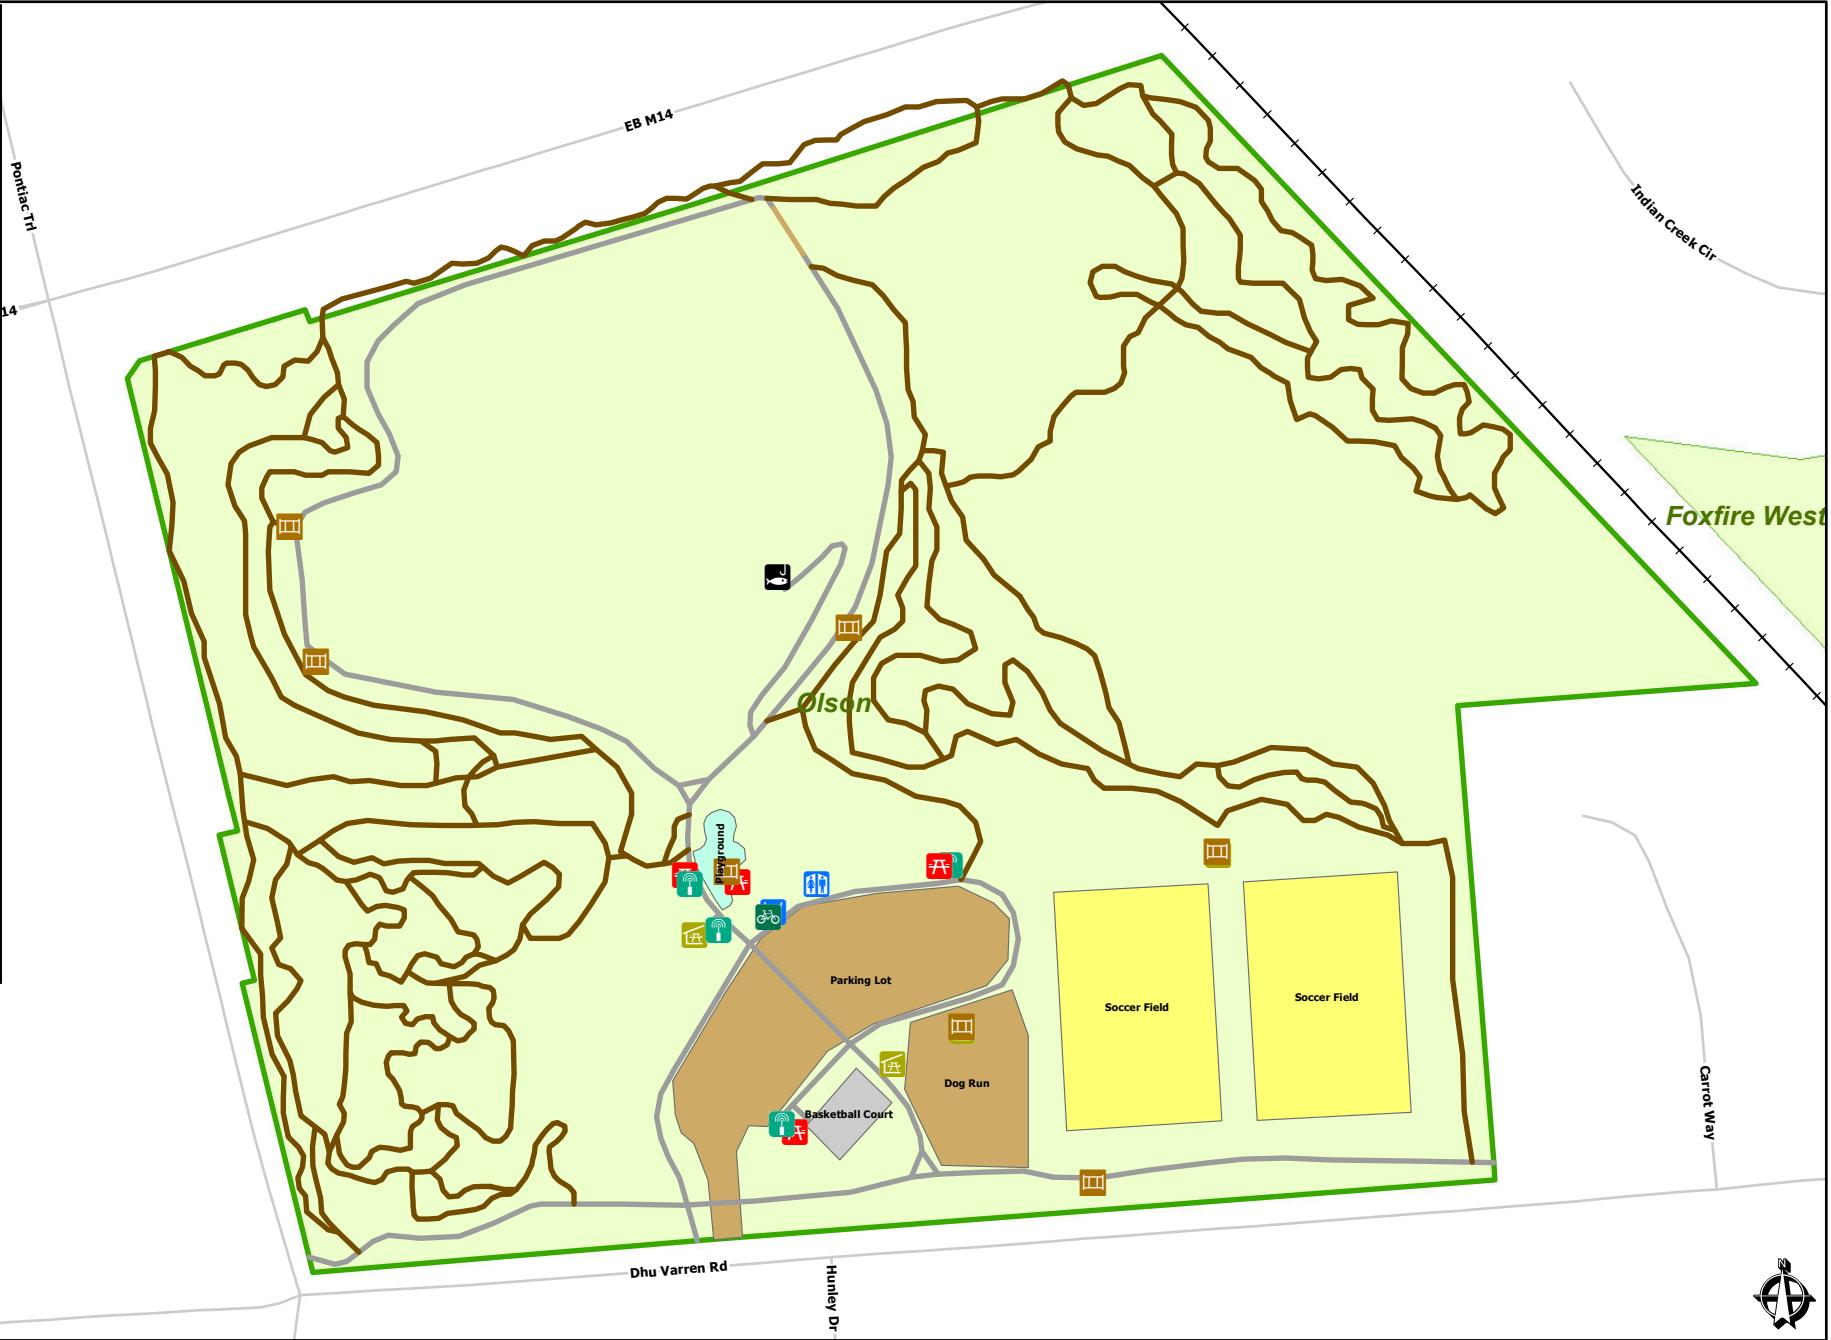 EB M14
Pontiac Trl
Indian Creek Cir
14
Foxfire West
Olson
Playground
Parking Lot
Soccer Field
Soccer Field
Dog Run
Basketball Court
Carrot Way
Dhu Varren Rd
Hunley Dr
N